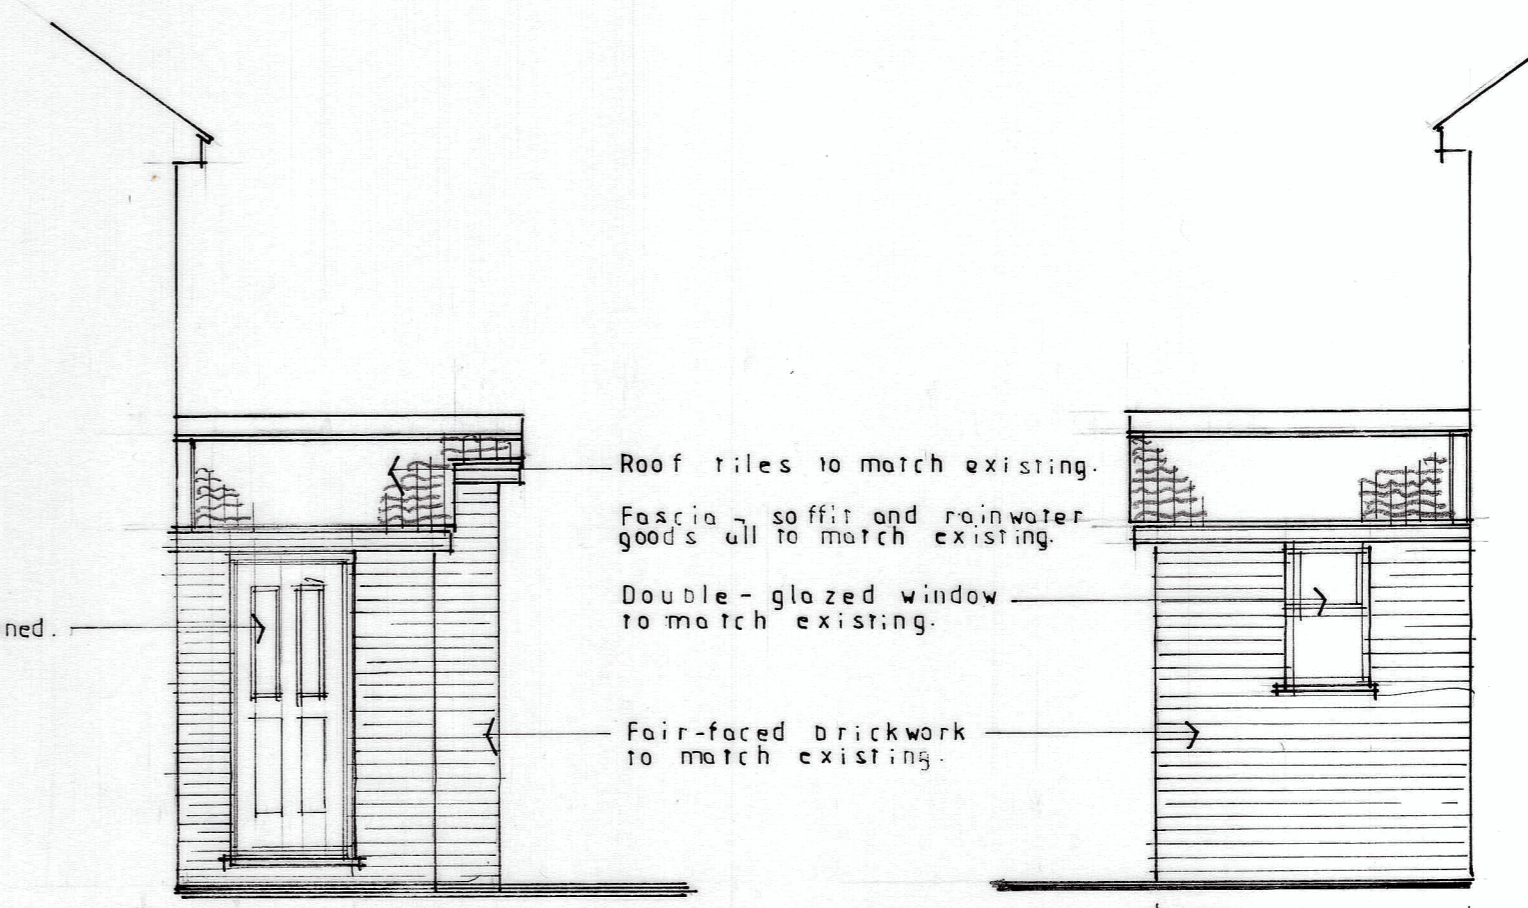 Roof tiles to match existing.
Fascia - soffit and rainwater
goods all to match existing.
Double-glazed window
to match existing.
ned.
Fair-faced brickwork
to match existing.